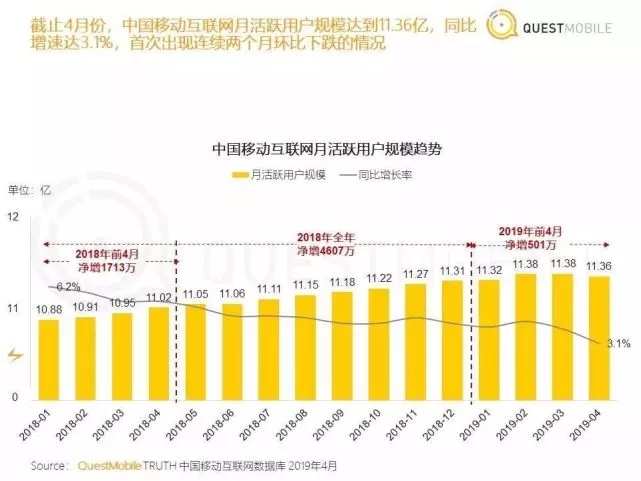 截止4月份，中国移动互联网月活跃用户规模达到11.36亿，同比
增速达3.1%，首次出现连续两个月环比下跌的情况
QUESTMOBILE
中国移动互联网月活跃用户规模趋势
月活跃用户规模 同比增长率
单位：亿
12
11
0
2018年前4月
净增1713万
2018年全年
净增4607万
2019年前4月
净增501万
6.2%
10.88 10.91 10.95 11.02 11.05 11.06 11.11 11.15 11.18 11.22 11.27 11.31 11.32 11.38 11.38 11.36
3.1%
2018-01 2018-02 2018-03 2018-04 2018-05 2018-06 2018-07 2018-08 2018-09 2018-10 2018-11 2018-12 2019-01 2019-02 2019-03 2019-04
QUESTMOBILE
Source：QuestMobile TRUTH 中国移动互联网数据库 2019年4月